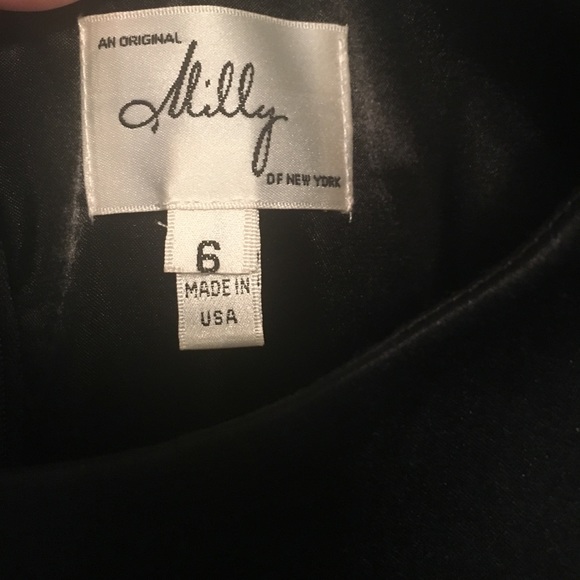 AN ORIGINAL
Milly
OF NEW YORK
6
MADE IN
USA